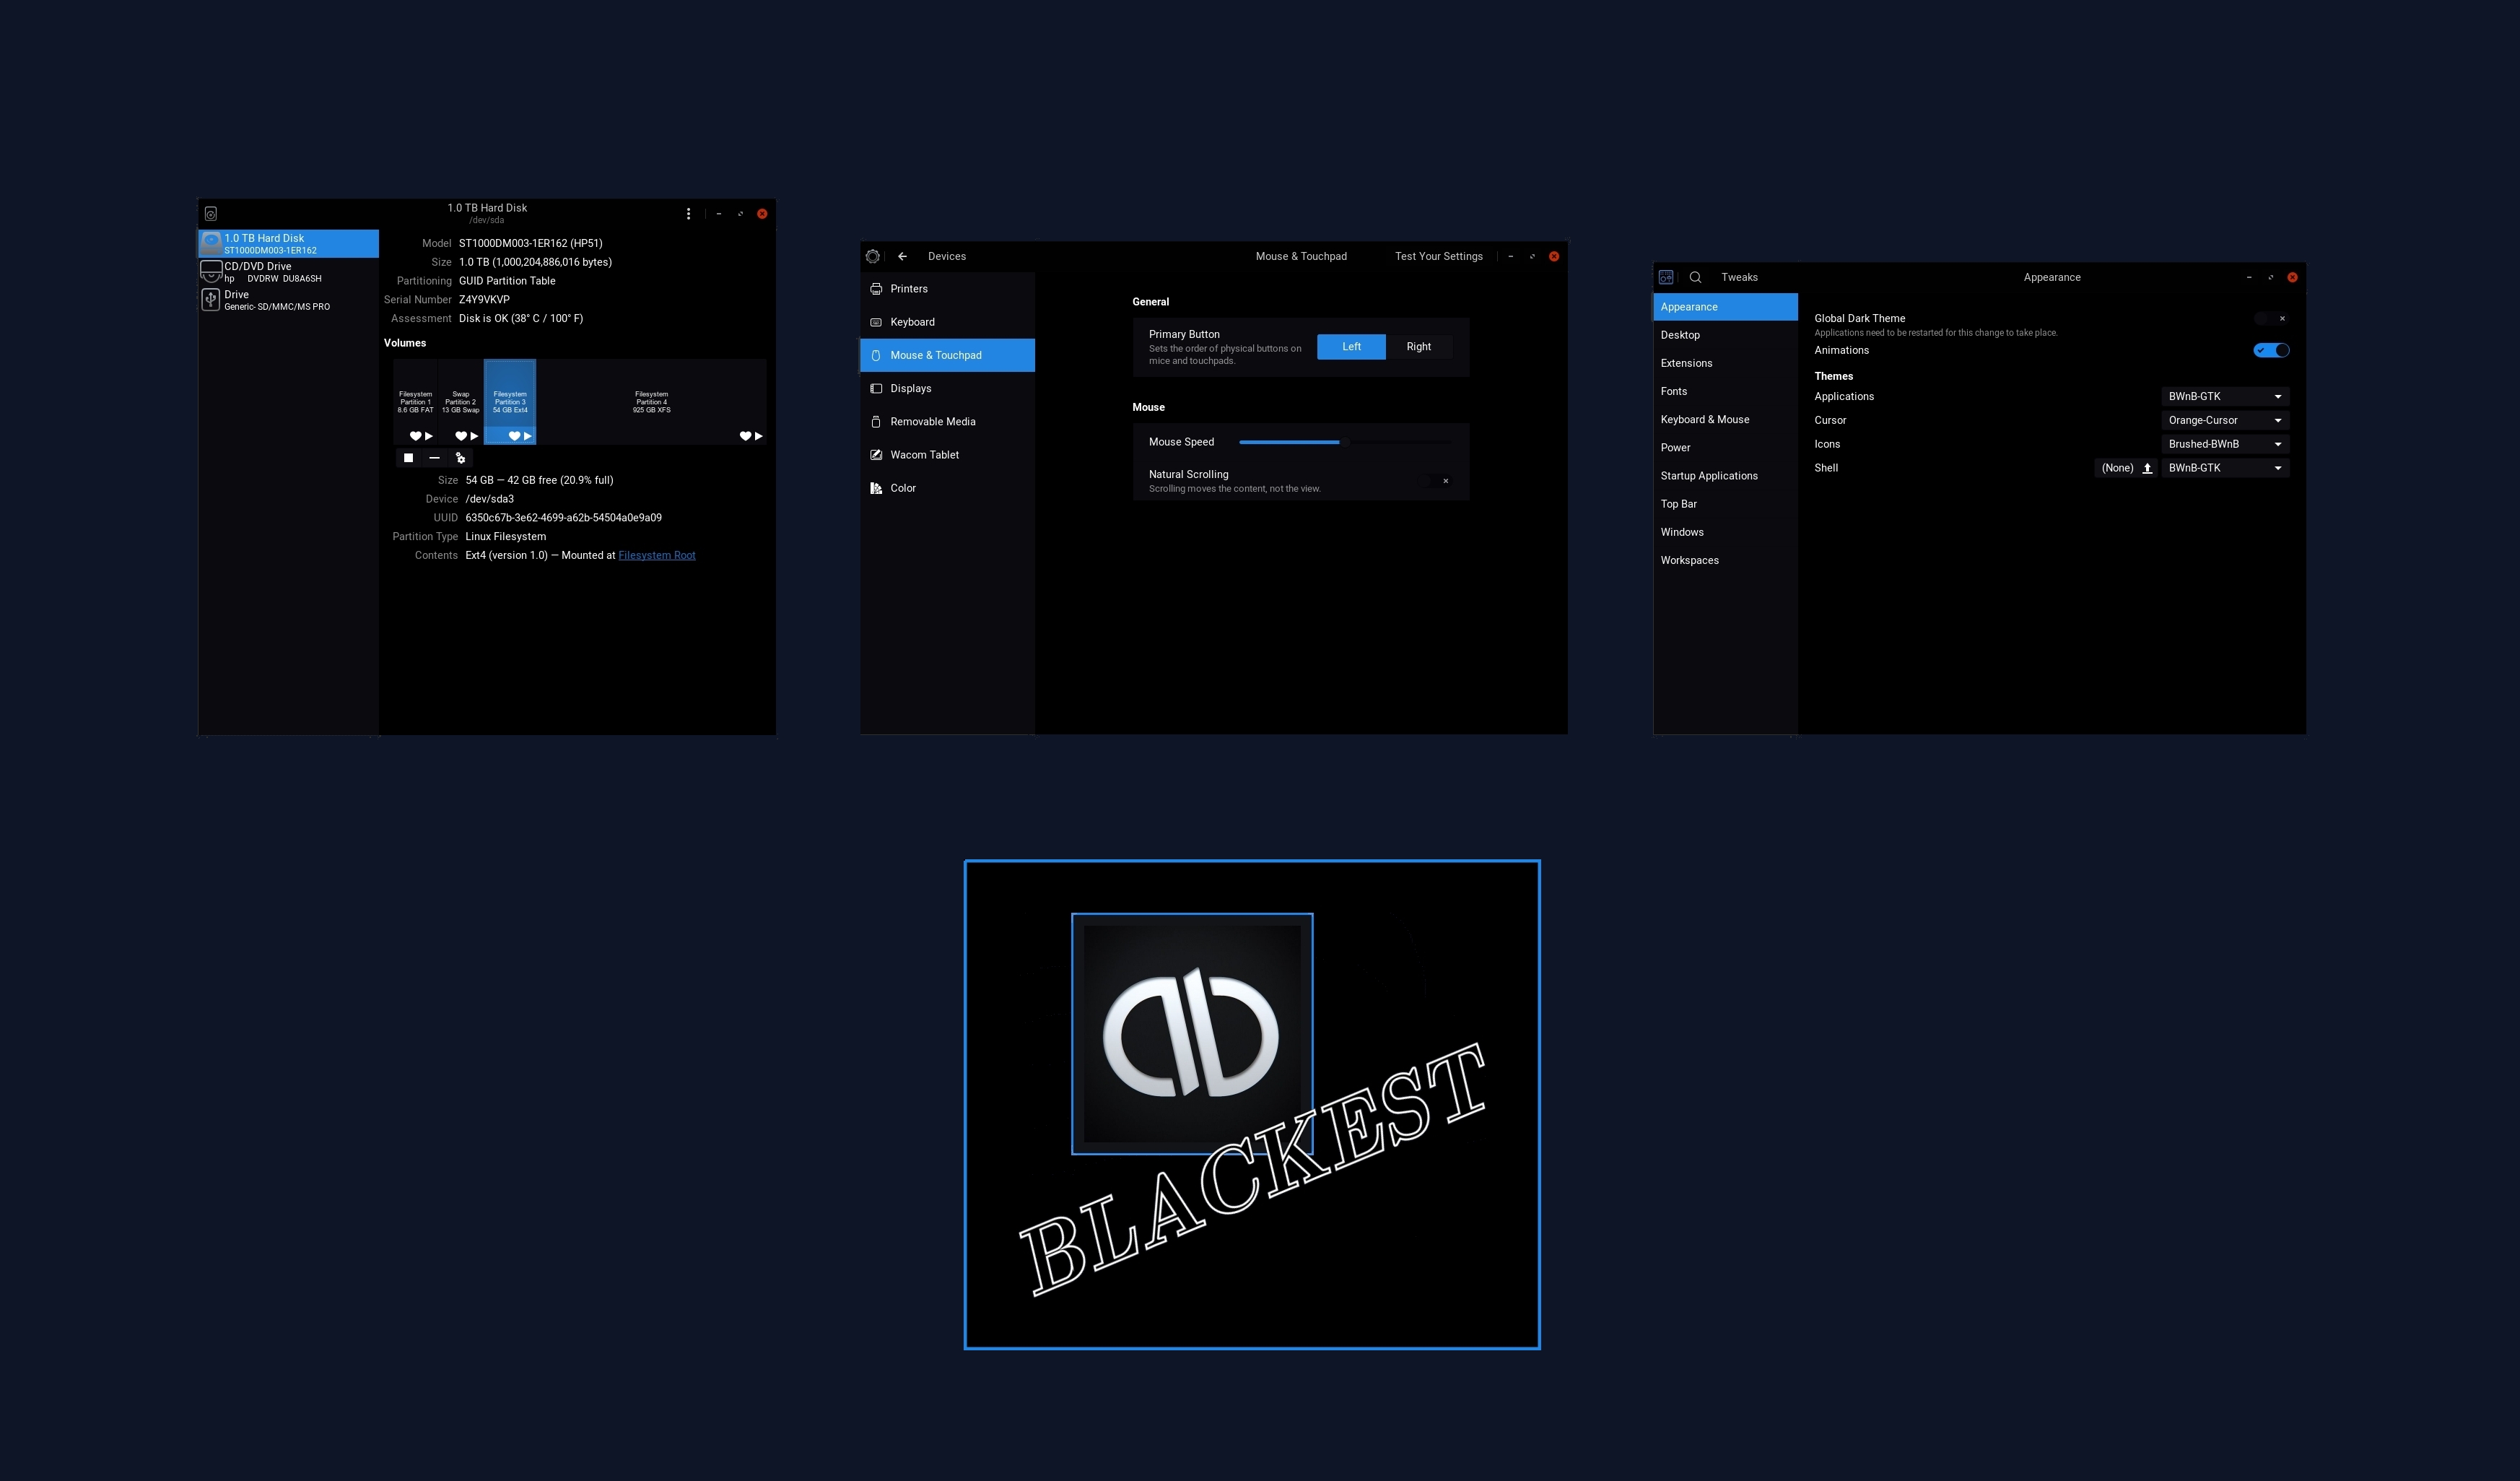 1.0 TB Hard Disk
/dev/sda
1.0 TB Hard Disk
ST1000DM003-1ER162
CD/DVD Drive
hp DVDRW DU8A6SH
Drive
Generic- SD/MMC/MS PRO
Model ST1000DM003-1ER162 (HP51)
Size 1.0 TB (1,000,204,886,016 bytes)
Partitioning GUID Partition Table
Serial Number Z4Y9VKVP
Assessment Disk is OK (38° C / 100° F)
Volumes
Filesystem
Partition 1
8.6 GB FAT
Swap
Partition 2
13 GB Swap
Filesystem
Partition 3
54 GB Ext4
Filesystem
Partition 4
925 GB XFS
Size 54 GB — 42 GB free (20.9% full)
Device /dev/sda3
UUID 6350c67b-3e62-4699-a62b-54504a0e9a09
Partition Type Linux Filesystem
Contents Ext4 (version 1.0) — Mounted at Filesystem Root
Devices
Mouse & Touchpad
Test Your Settings
Printers
Keyboard
Mouse & Touchpad
Displays
Removable Media
Wacom Tablet
Color
General
Primary Button
Sets the order of physical buttons on
mice and touchpads.
Left
Right
Mouse
Mouse Speed
Natural Scrolling
Scrolling moves the content, not the view.
Tweaks
Appearance
Appearance
Desktop
Extensions
Fonts
Keyboard & Mouse
Power
Startup Applications
Top Bar
Windows
Workspaces
Global Dark Theme
Applications need to be restarted for this change to take place.
Animations
Themes
Applications BWnB-GTK
Cursor Orange-Cursor
Icons Brushed-BWnB
Shell (None) BWnB-GTK
BLACKEST